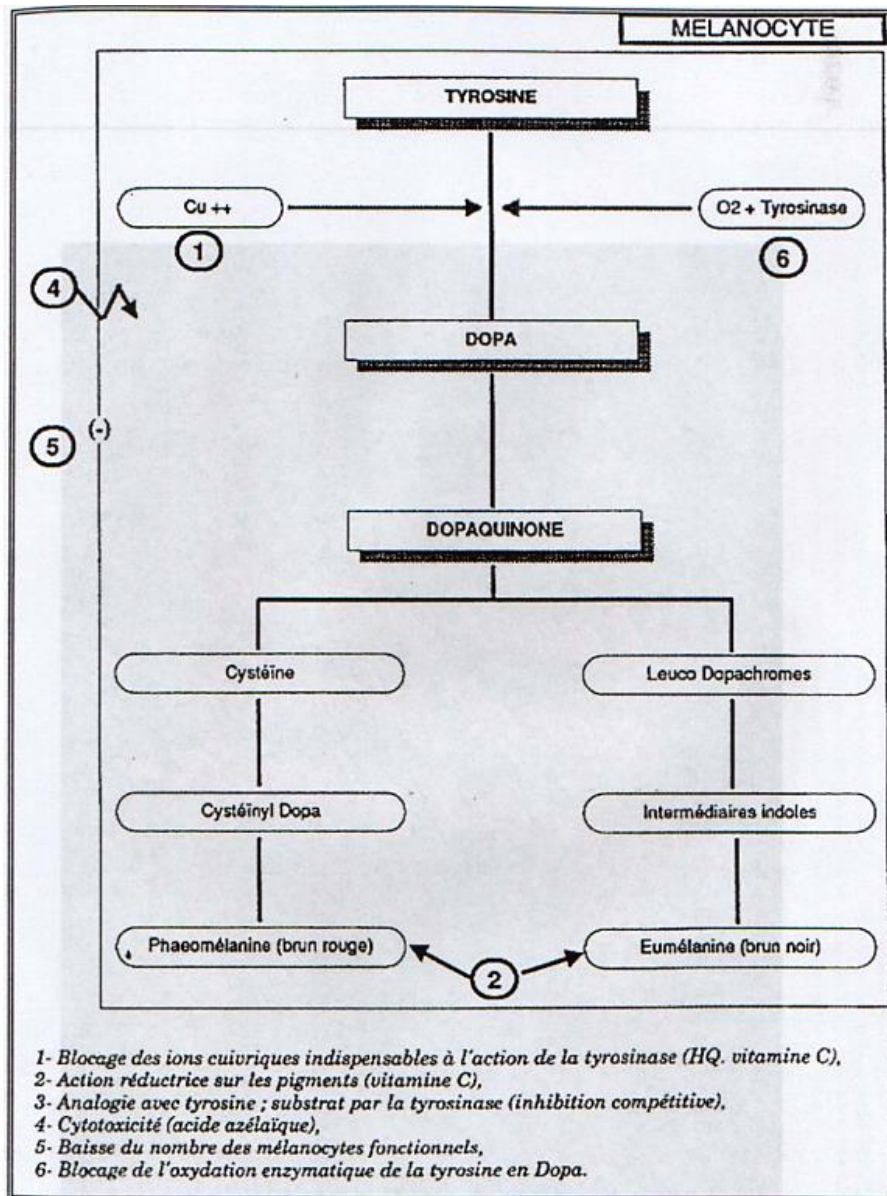 MELANOCYTE
TYROSINE
Cu ++
O2 + Tyrosinase
1
6
4
DOPA
(-)
5
DOPAQUINONE
Cystéïne
Leuco Dopachromes
Cystéïnyl Dopa
Intermédiaires indoles
Phaeomélanine (brun rouge)
Eumélanine (brun noir)
2
1- Blocage des ions cuivriques indispensables à l'action de la tyrosinase (HQ. vitamine C),
2- Action réductrice sur les pigments (vitamine C),
3- Analogie avec tyrosine ; substrat par la tyrosinase (inhibition compétitive),
4- Cytotoxicité (acide azélaïque),
5- Baisse du nombre des mélanocytes fonctionnels,
6- Blocage de l'oxydation enzymatique de la tyrosine en Dopa.